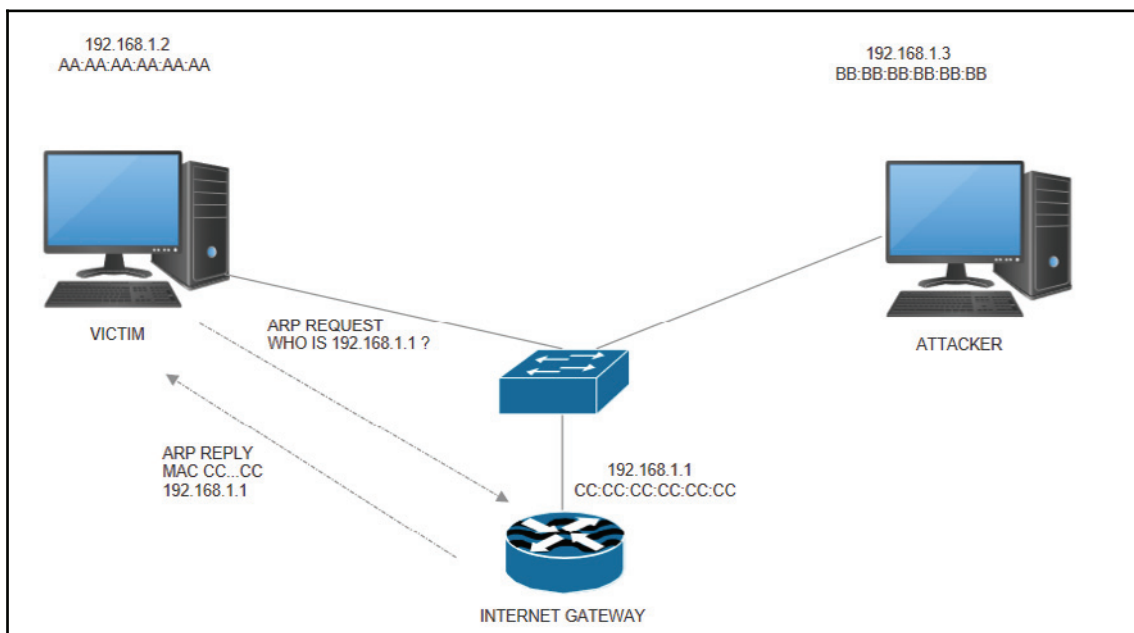 192.168.1.2
AA:AA:AA:AA:AA:AA
192.168.1.3
BB:BB:BB:BB:BB:BB
VICTIM
ATTACKER
ARP REQUEST
WHO IS 192.168.1.1 ?
ARP REPLY
MAC CC...CC
192.168.1.1
192.168.1.1
CC:CC:CC:CC:CC:CC
INTERNET GATEWAY